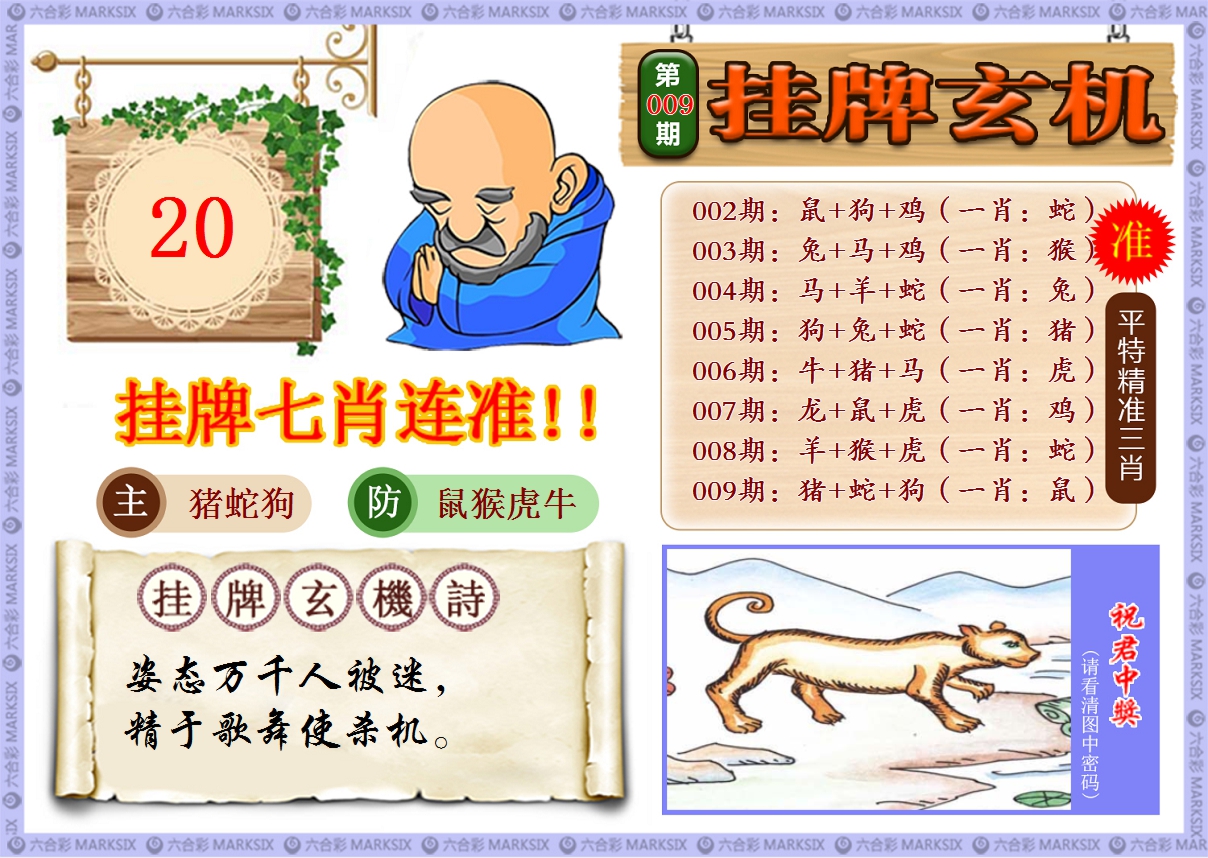 六合彩 MARKSIX
20
第
009
期
挂牌玄机
002期：鼠+狗+鸡（一肖：蛇）
003期：兔+马+鸡（一肖：猴）
004期：马+羊+蛇（一肖：兔）
005期：狗+兔+蛇（一肖：猪）
006期：牛+猪+马（一肖：虎）
007期：龙+鼠+虎（一肖：鸡）
008期：羊+猴+虎（一肖：蛇）
009期：猪+蛇+狗（一肖：鼠）
准
平特精准三肖
挂牌七肖连准!!
主 猪蛇狗
防 鼠猴虎牛
挂牌玄機詩
姿态万千人被迷，
精于歌舞使杀机。
祝君中奖
（请看清图中密码）